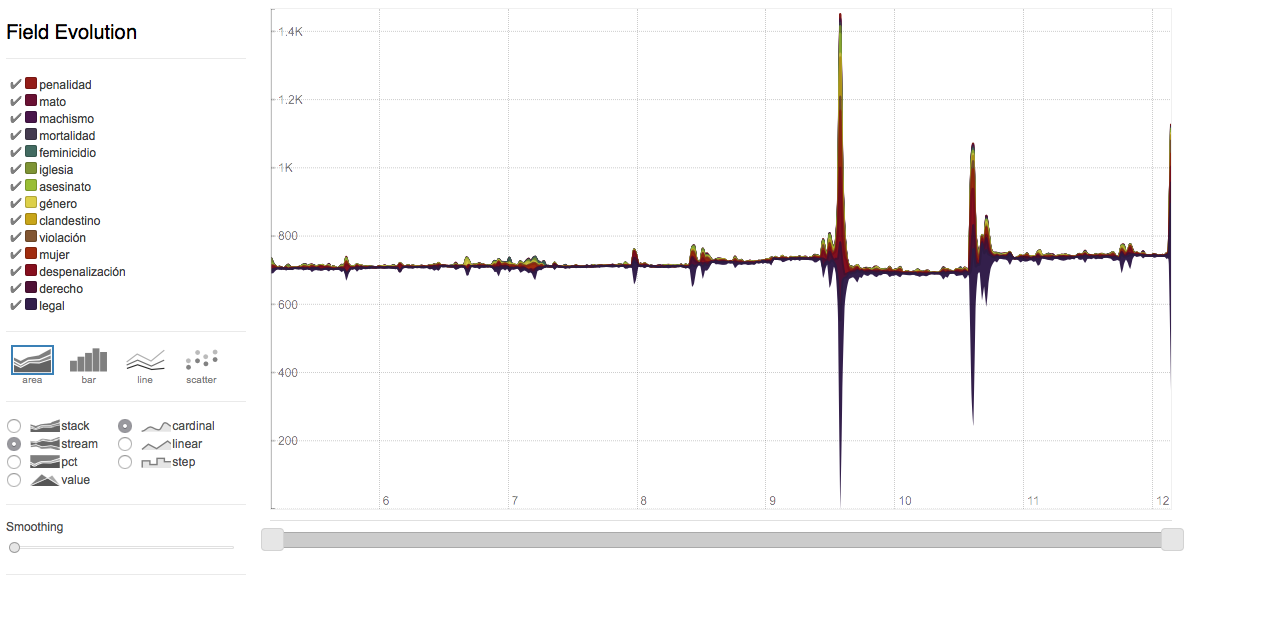 Field Evolution
penalidad
mato
machismo
mortalidad
feminicidio
iglesia
asesinato
género
clandestino
violación
mujer
despenalización
derecho
legal
area bar line scatter
stack cardinal
stream linear
pct step
value
Smoothing
1.4K
1.2K
1K
800
600
400
200
6 7 8 9 10 11 12